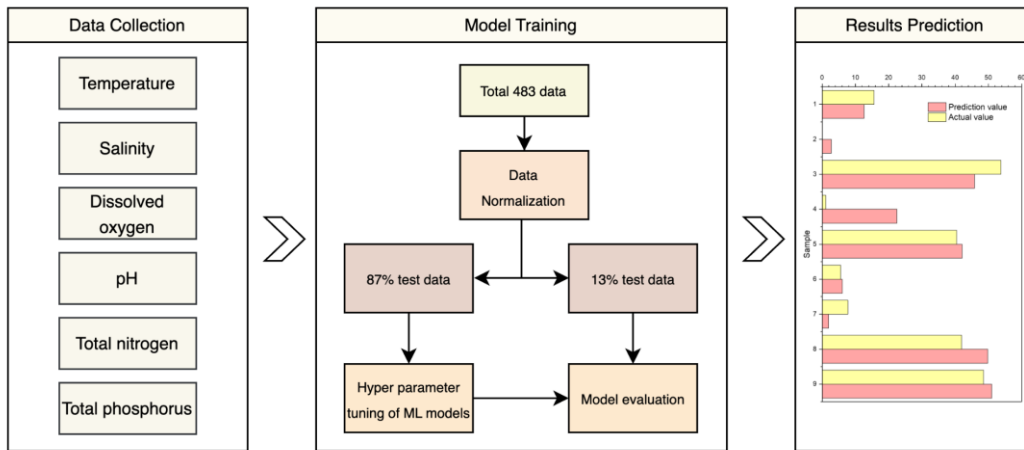 Data Collection
Temperature
Salinity
Dissolved
oxygen
pH
Total nitrogen
Total phosphorus
Model Training
Total 483 data
Data
Normalization
87% test data
13% test data
Hyper parameter
tuning of ML models
Model evaluation
Results Prediction
0 10 20 30 40 50 60
Prediction value
Actual value
Sample
1
2
3
4
5
6
7
8
9